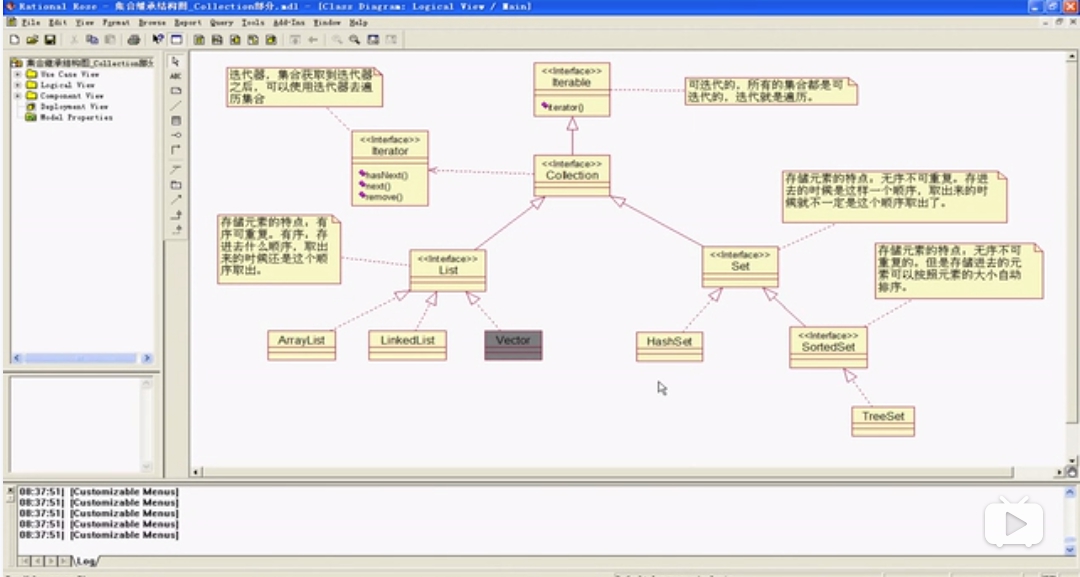 Rational Rose - 集合继承结构图_Collection部分.mdl - [Class Diagram: Logical View / Main]
File Edit View Format Browse Report Query Tools Add-Ins Window Help
集合继承结构图_Collection部分
Use Case View
Logical View
Component View
Deployment View
Model Properties
ABC
迭代器，集合获取到迭代器
之后，可以使用迭代器去遍
历集合
<<Interface>>
Iterable
iterator()
可迭代的，所有的集合都是可
迭代的，迭代就是遍历。
<<Interface>>
Iterator
hasNext()
next()
remove()
<<Interface>>
Collection
存储元素的特点：无序不可重复。存进
去的时候是这样一个顺序，取出来的时
候就不一定是这个顺序取出了。
存储元素的特点：有
序可重复。有序：存
进去什么顺序，取出
来的时候还是这个顺
序取出。
<<Interface>>
List
<<Interface>>
Set
存储元素的特点：无序不可
重复的，但是存储进去的元
素可以按照元素的大小自动
排序。
ArrayList
LinkedList
Vector
HashSet
<<Interface>>
SortedSet
TreeSet
08:37:51| [Customizable Menus]
08:37:51| [Customizable Menus]
08:37:51| [Customizable Menus]
08:37:51| [Customizable Menus]
08:37:51| [Customizable Menus]
Log